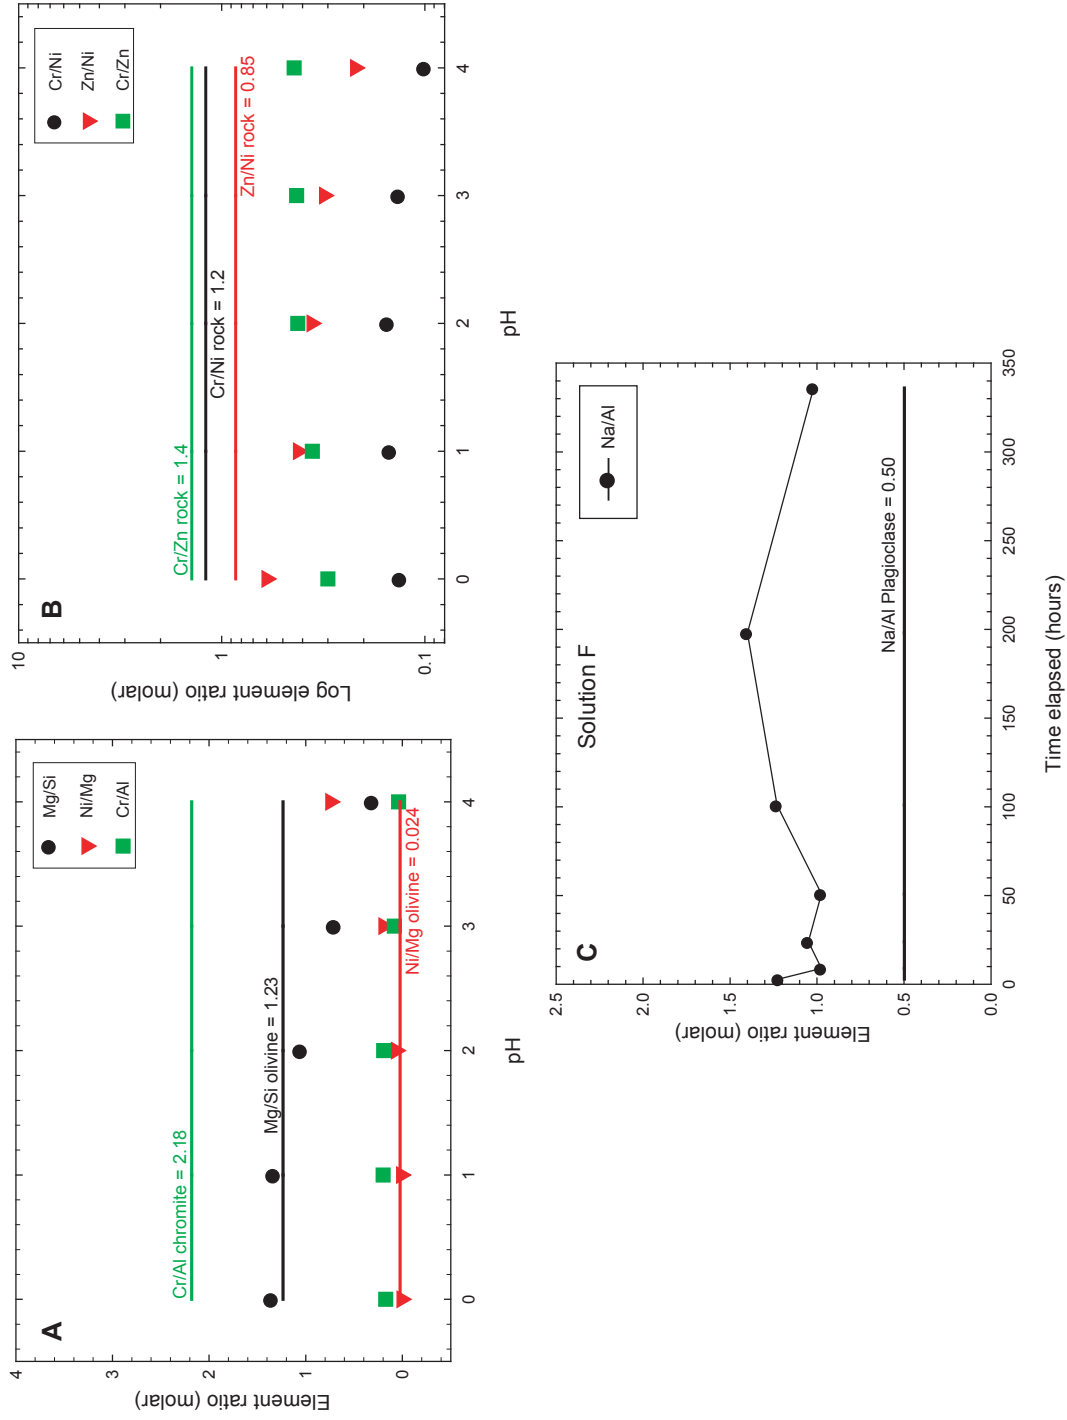 A
Element ratio (molar)
4
3
2
1
0
0
1
2
3
4
pH
Mg/Si
Ni/Mg
Cr/Al
Cr/Al chromite = 2.18
Mg/Si olivine = 1.23
Ni/Mg olivine = 0.024
B
Log element ratio (molar)
10
1
0.1
0
1
2
3
4
pH
Cr/Ni
Zn/Ni
Cr/Zn
Cr/Zn rock = 1.4
Cr/Ni rock = 1.2
Zn/Ni rock = 0.85
C
Solution F
Element ratio (molar)
2.5
2.0
1.5
1.0
0.5
0.0
0
50
100
150
200
250
300
350
Time elapsed (hours)
Na/Al
Na/Al Plagioclase = 0.50